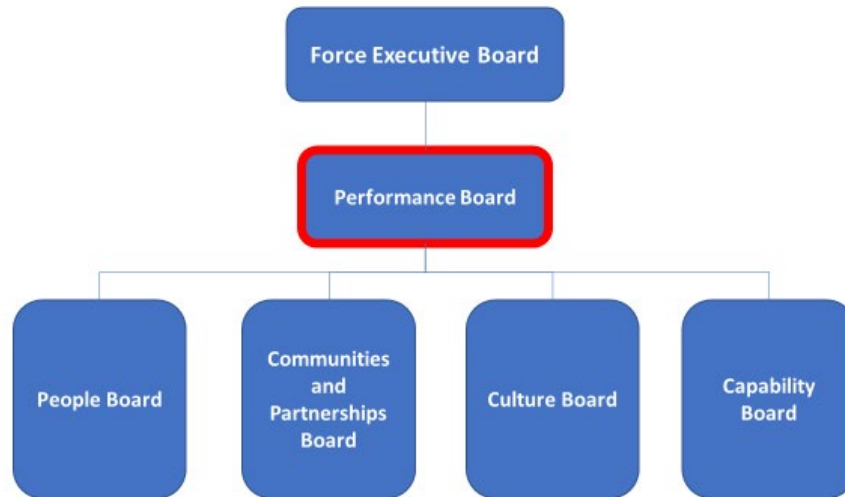 Force Executive Board
Performance Board
People Board
Communities
and
Partnerships
Board
Culture Board
Capability
Board